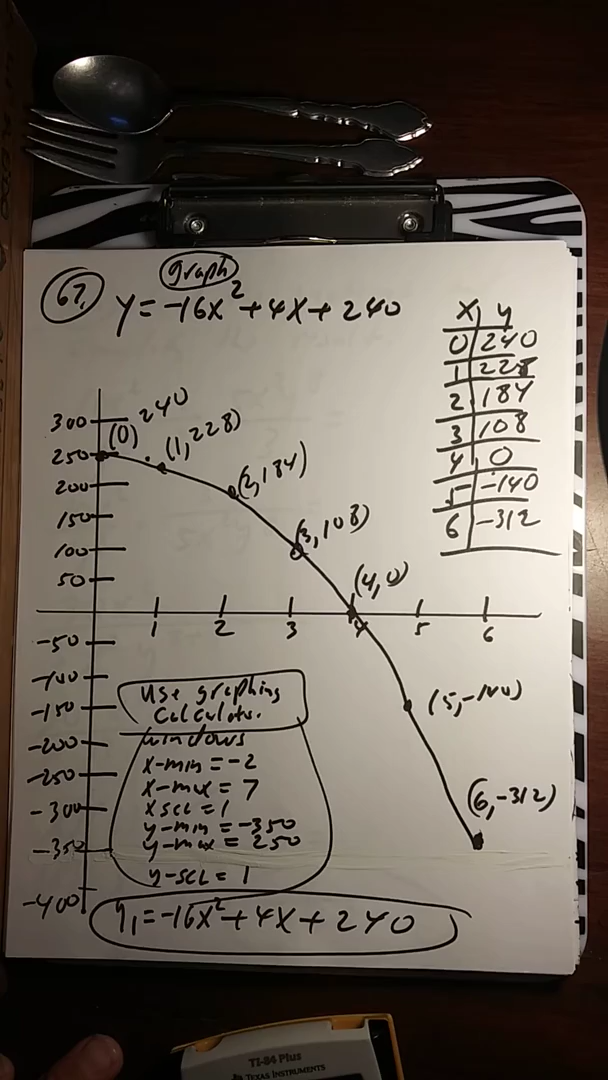 graph
67. y = -16x² + 4x + 240
x y
0 240
1 228
2 184
3 108
4 0
5 -140
6 -312
300
250
200
150
100
50
-50
-100
-150
-200
-250
-300
-350
-400
1 2 3 4 5 6
(0) 240
(1, 228)
(2, 184)
(3, 108)
(4, 0)
(5, -140)
(6, -312)
Use graphing
Calculator.
windows
x-min = -2
x-max = 7
x scl = 1
y-min = -350
y-max = 250
y-scl = 1
y₁ = -16x² + 4x + 240
TI-84 Plus
TEXAS INSTRUMENTS